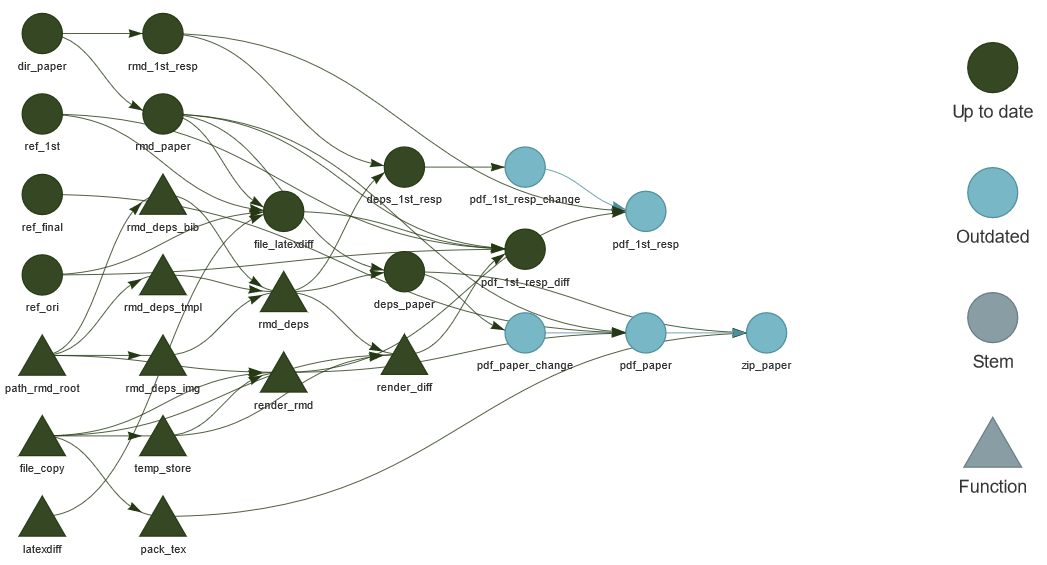 dir_paper
rmd_1st_resp
ref_1st
rmd_paper
deps_1st_resp
pdf_1st_resp_change
ref_final
rmd_deps_bib
file_latexdiff
pdf_1st_resp
pdf_1st_resp_diff
ref_ori
rmd_deps_tmpl
rmd_deps
deps_paper
path_rmd_root
rmd_deps_img
render_rmd
render_diff
pdf_paper_change
pdf_paper
zip_paper
file_copy
temp_store
latexdiff
pack_tex
Up to date
Outdated
Stem
Function